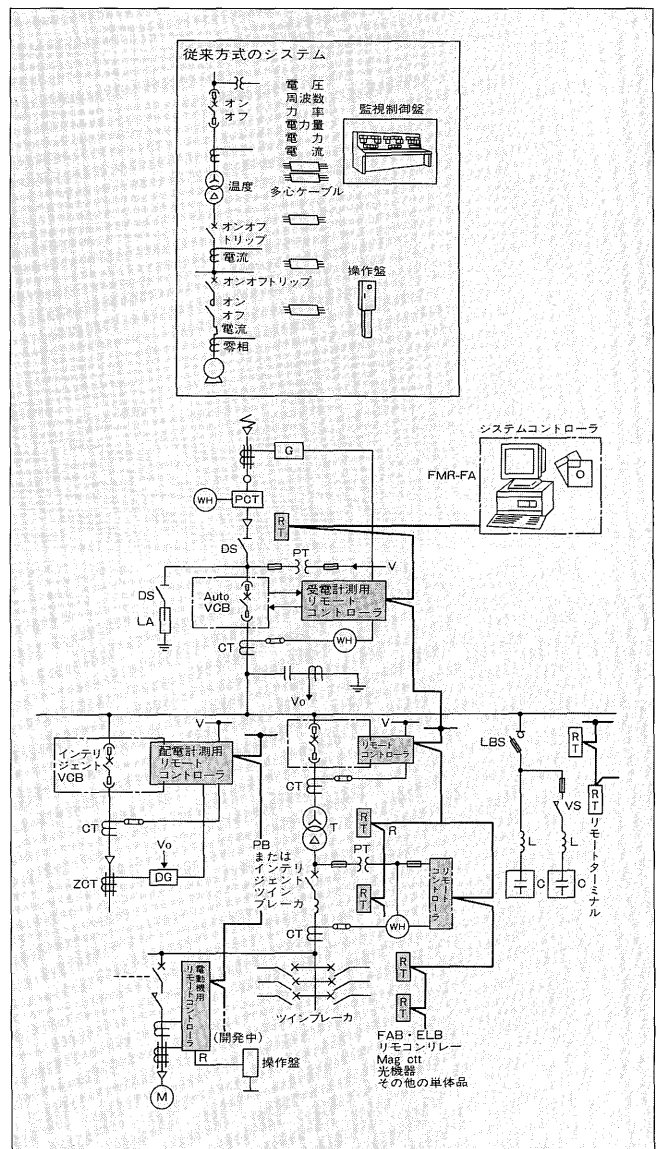 従来方式のシステム
オン
オフ
電圧
周波数
力率
電力量
電力
電流
監視制御盤
温度
多心ケーブル
オンオフ
トリップ
電流
オンオフトリップ
オン
オフ
電流
零相
操作盤
システムコントローラ
FMR-FA
G
WH
PCT
RT
DS
PT
V
DS
LA
Auto
VCB
受電計測用
リモート
コントローラ
CT
WH
Vo
V
V
インテリ
ジェント
VCB
配電計測用
リモート
コントローラ
リモート
コントローラ
LBS
RT
CT
CT
RT
VS
リモートターミナル
Vo
T
RT
R
L
L
PB
または
インテリ
ジェント
ツイン
ブレーカ
PT
リモート
コントローラ
C
C
ZCT
DG
RT
WH
CT
電動機用
リモートコントローラ
RT
ツインブレーカ
RT
(開発中)
R
操作盤
FAB・ELB
リモコンリレー
Mag ctt
光機器
その他の単体品
M